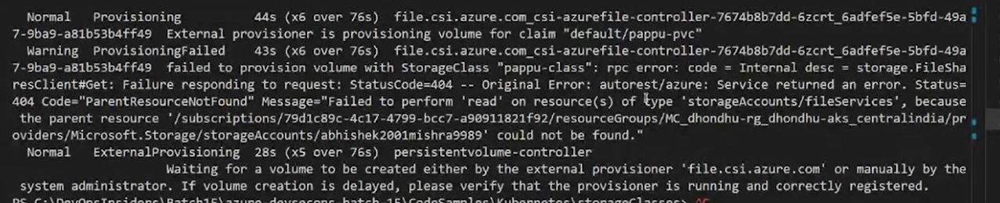 Normal   Provisioning          44s (x6 over 76s)   file.csi.azure.com_csi-azurefile-controller-7674b8b7dd-6zcrt_6adfef5e-5bfd-49a
7-9ba9-a81b53b4ff49  External provisioner is provisioning volume for claim "default/pappu-pvc"
Warning  ProvisioningFailed    43s (x6 over 76s)   file.csi.azure.com_csi-azurefile-controller-7674b8b7dd-6zcrt_6adfef5e-5bfd-49a
7-9ba9-a81b53b4ff49  failed to provision volume with StorageClass "pappu-class": rpc error: code = Internal desc = storage.FileSha
resClient#Get: Failure responding to request: StatusCode=404 -- Original Error: autorest/azure: Service returned an error. Status=
404 Code="ParentResourceNotFound" Message="Failed to perform 'read' on resource(s) of type 'storageAccounts/fileServices', because
the parent resource '/subscriptions/79d1c89c-4c17-4799-bcc7-a90911821f92/resourceGroups/MC_dhondhu-rg_dhondhu-aks_centralindia/pr
oviders/Microsoft.Storage/storageAccounts/abhishek2001mishra9989' could not be found."
Normal   ExternalProvisioning  28s (x5 over 76s)   persistentvolume-controller
Waiting for a volume to be created either by the external provisioner 'file.csi.azure.com' or manually by the
system administrator. If volume creation is delayed, please verify that the provisioner is running and correctly registered.
PS C:\DevOpsInsiders\Batch15\azure-devsecops-batch-15\CodeSamples\Kubernetes\storageClasses> ^C